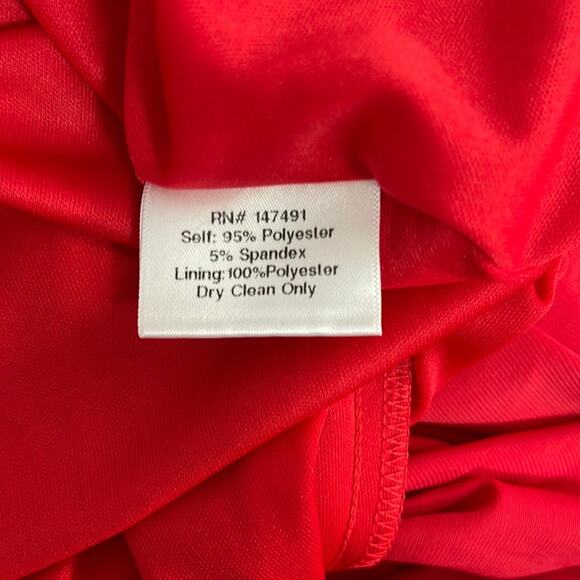 RN# 147491
Self: 95% Polyester
5% Spandex
Lining:100%Polyester
Dry Clean Only